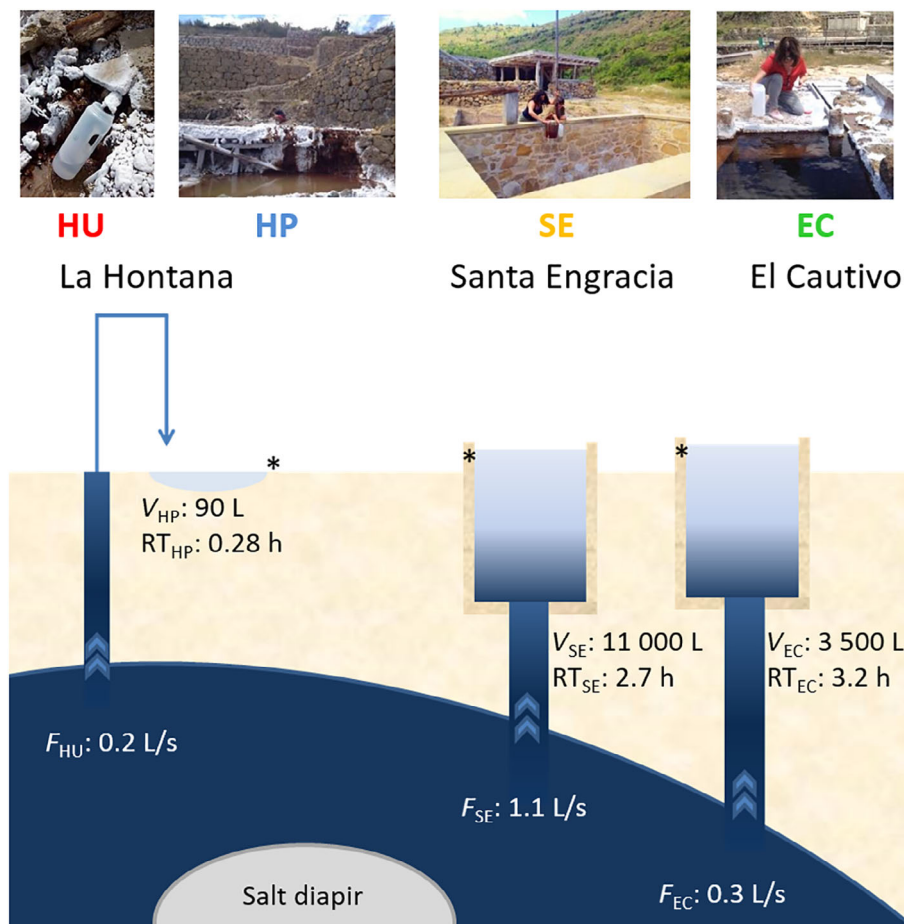 HU
HP
SE
EC
La Hontana
Santa Engracia
El Cautivo
*
*
*
V_HP: 90 L
RT_HP: 0.28 h
V_SE: 11 000 L
RT_SE: 2.7 h
V_EC: 3 500 L
RT_EC: 3.2 h
F_HU: 0.2 L/s
F_SE: 1.1 L/s
F_EC: 0.3 L/s
Salt diapir